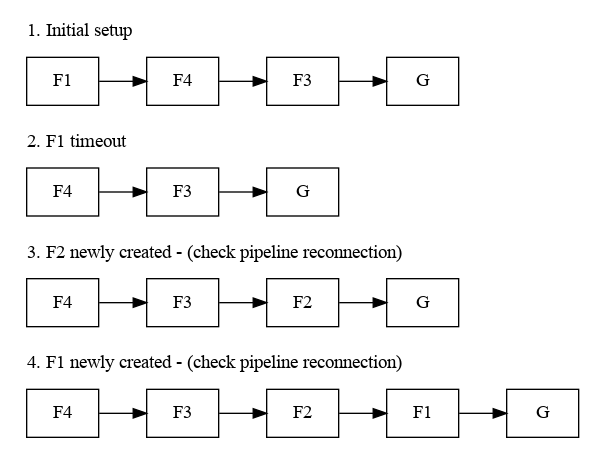 1. Initial setup
F1 F4 F3 G
2. F1 timeout
F4 F3 G
3. F2 newly created - (check pipeline reconnection)
F4 F3 F2 G
4. F1 newly created - (check pipeline reconnection)
F4 F3 F2 F1 G